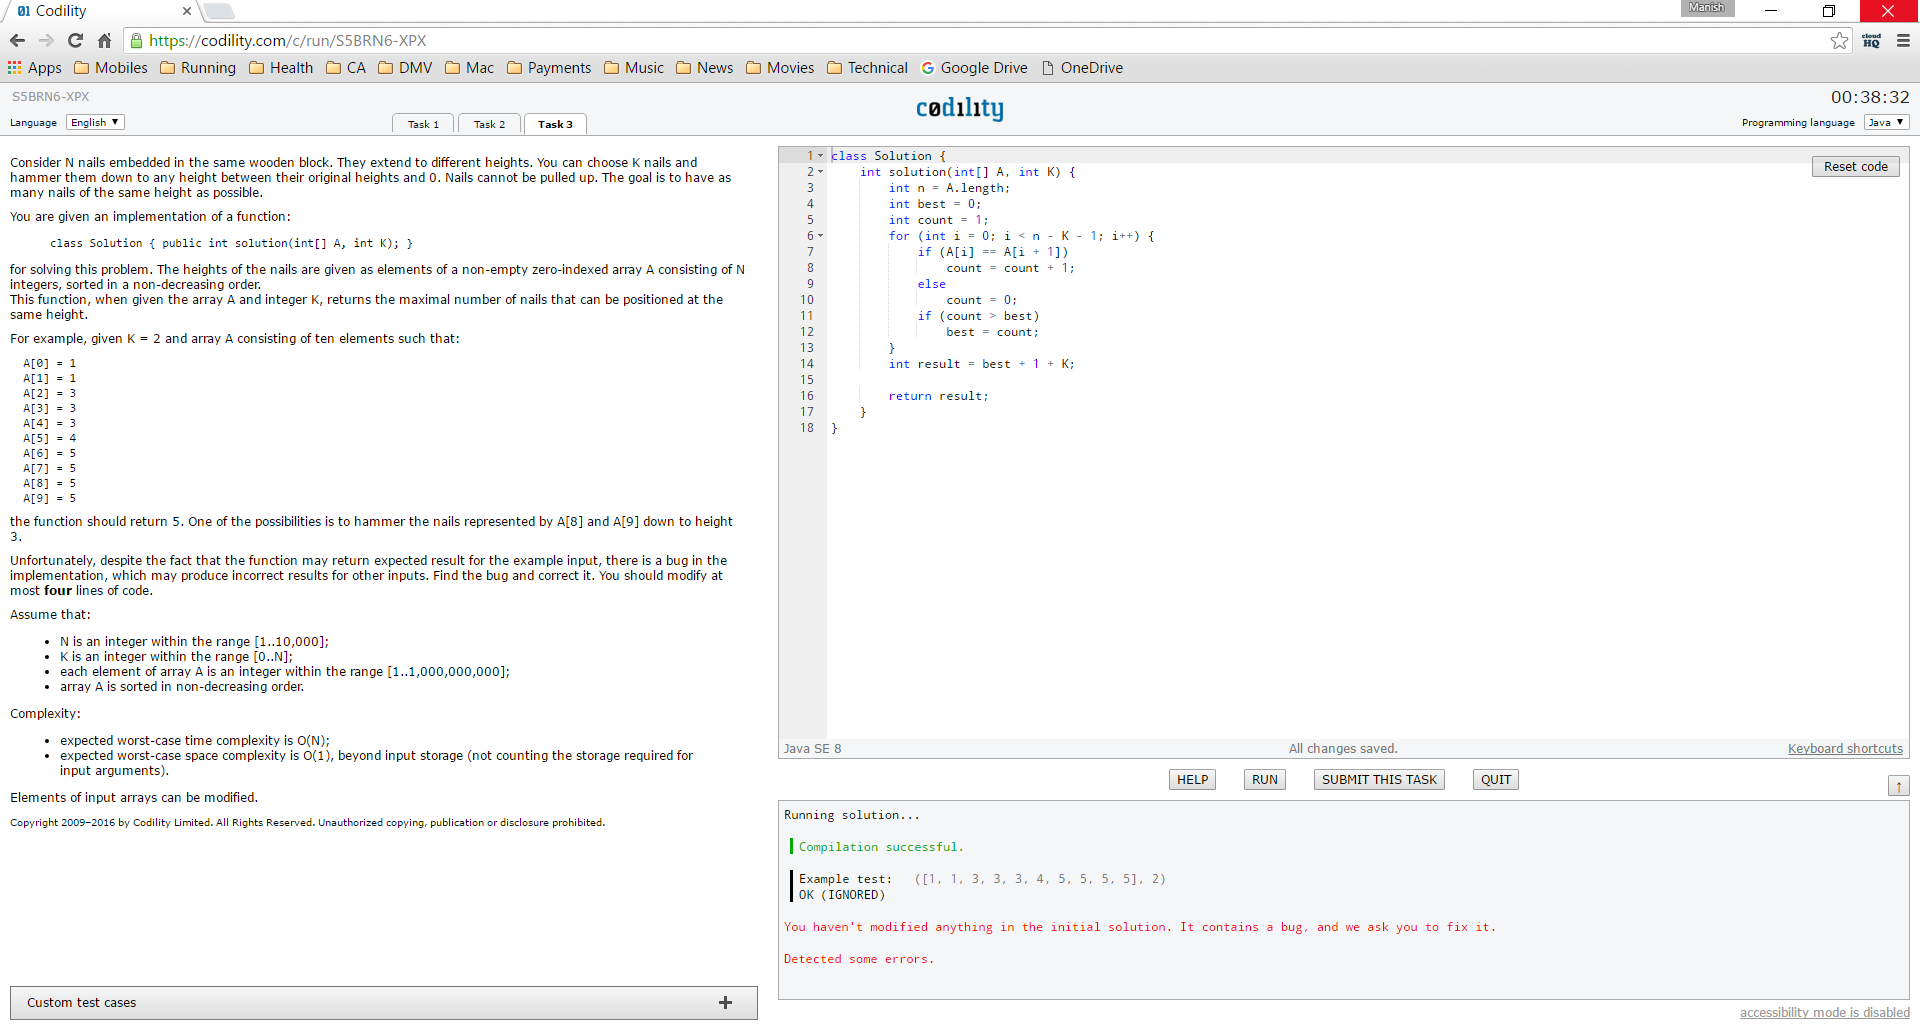 01 Codility
Manish
https://codility.com/c/run/S5BRN6-XPX
cloud HQ
Apps Mobiles Running Health CA DMV Mac Payments Music News Movies Technical Google Drive OneDrive
S5BRN6-XPX
00:38:32
Language English
Task 1 Task 2 Task 3
codility
Programming language Java
Consider N nails embedded in the same wooden block. They extend to different heights. You can choose K nails and
hammer them down to any height between their original heights and 0. Nails cannot be pulled up. The goal is to have as
many nails of the same height as possible.
You are given an implementation of a function:
class Solution { public int solution(int[] A, int K); }
for solving this problem. The heights of the nails are given as elements of a non-empty zero-indexed array A consisting of N
integers, sorted in a non-decreasing order.
This function, when given the array A and integer K, returns the maximal number of nails that can be positioned at the
same height.
For example, given K = 2 and array A consisting of ten elements such that:
A[0] = 1
A[1] = 1
A[2] = 3
A[3] = 3
A[4] = 3
A[5] = 4
A[6] = 5
A[7] = 5
A[8] = 5
A[9] = 5
the function should return 5. One of the possibilities is to hammer the nails represented by A[8] and A[9] down to height
3.
Unfortunately, despite the fact that the function may return expected result for the example input, there is a bug in the
implementation, which may produce incorrect results for other inputs. Find the bug and correct it. You should modify at
most four lines of code.
Assume that:
• N is an integer within the range [1..10,000];
• K is an integer within the range [0..N];
• each element of array A is an integer within the range [1..1,000,000,000];
• array A is sorted in non-decreasing order.
Complexity:
• expected worst-case time complexity is O(N);
• expected worst-case space complexity is O(1), beyond input storage (not counting the storage required for
input arguments).
Elements of input arrays can be modified.
Copyright 2009–2016 by Codility Limited. All Rights Reserved. Unauthorized copying, publication or disclosure prohibited.
Custom test cases +
1 class Solution {
2 int solution(int[] A, int K) {
3 int n = A.length;
4 int best = 0;
5 int count = 1;
6 for (int i = 0; i < n - K - 1; i++) {
7 if (A[i] == A[i + 1])
8 count = count + 1;
9 else
10 count = 0;
11 if (count > best)
12 best = count;
13 }
14 int result = best + 1 + K;
15
16 return result;
17 }
18 }
Reset code
Java SE 8 All changes saved. Keyboard shortcuts
HELP RUN SUBMIT THIS TASK QUIT
↑
Running solution...
Compilation successful.
Example test: ([1, 1, 3, 3, 3, 4, 5, 5, 5, 5], 2)
OK (IGNORED)
You haven't modified anything in the initial solution. It contains a bug, and we ask you to fix it.
Detected some errors.
accessibility mode is disabled